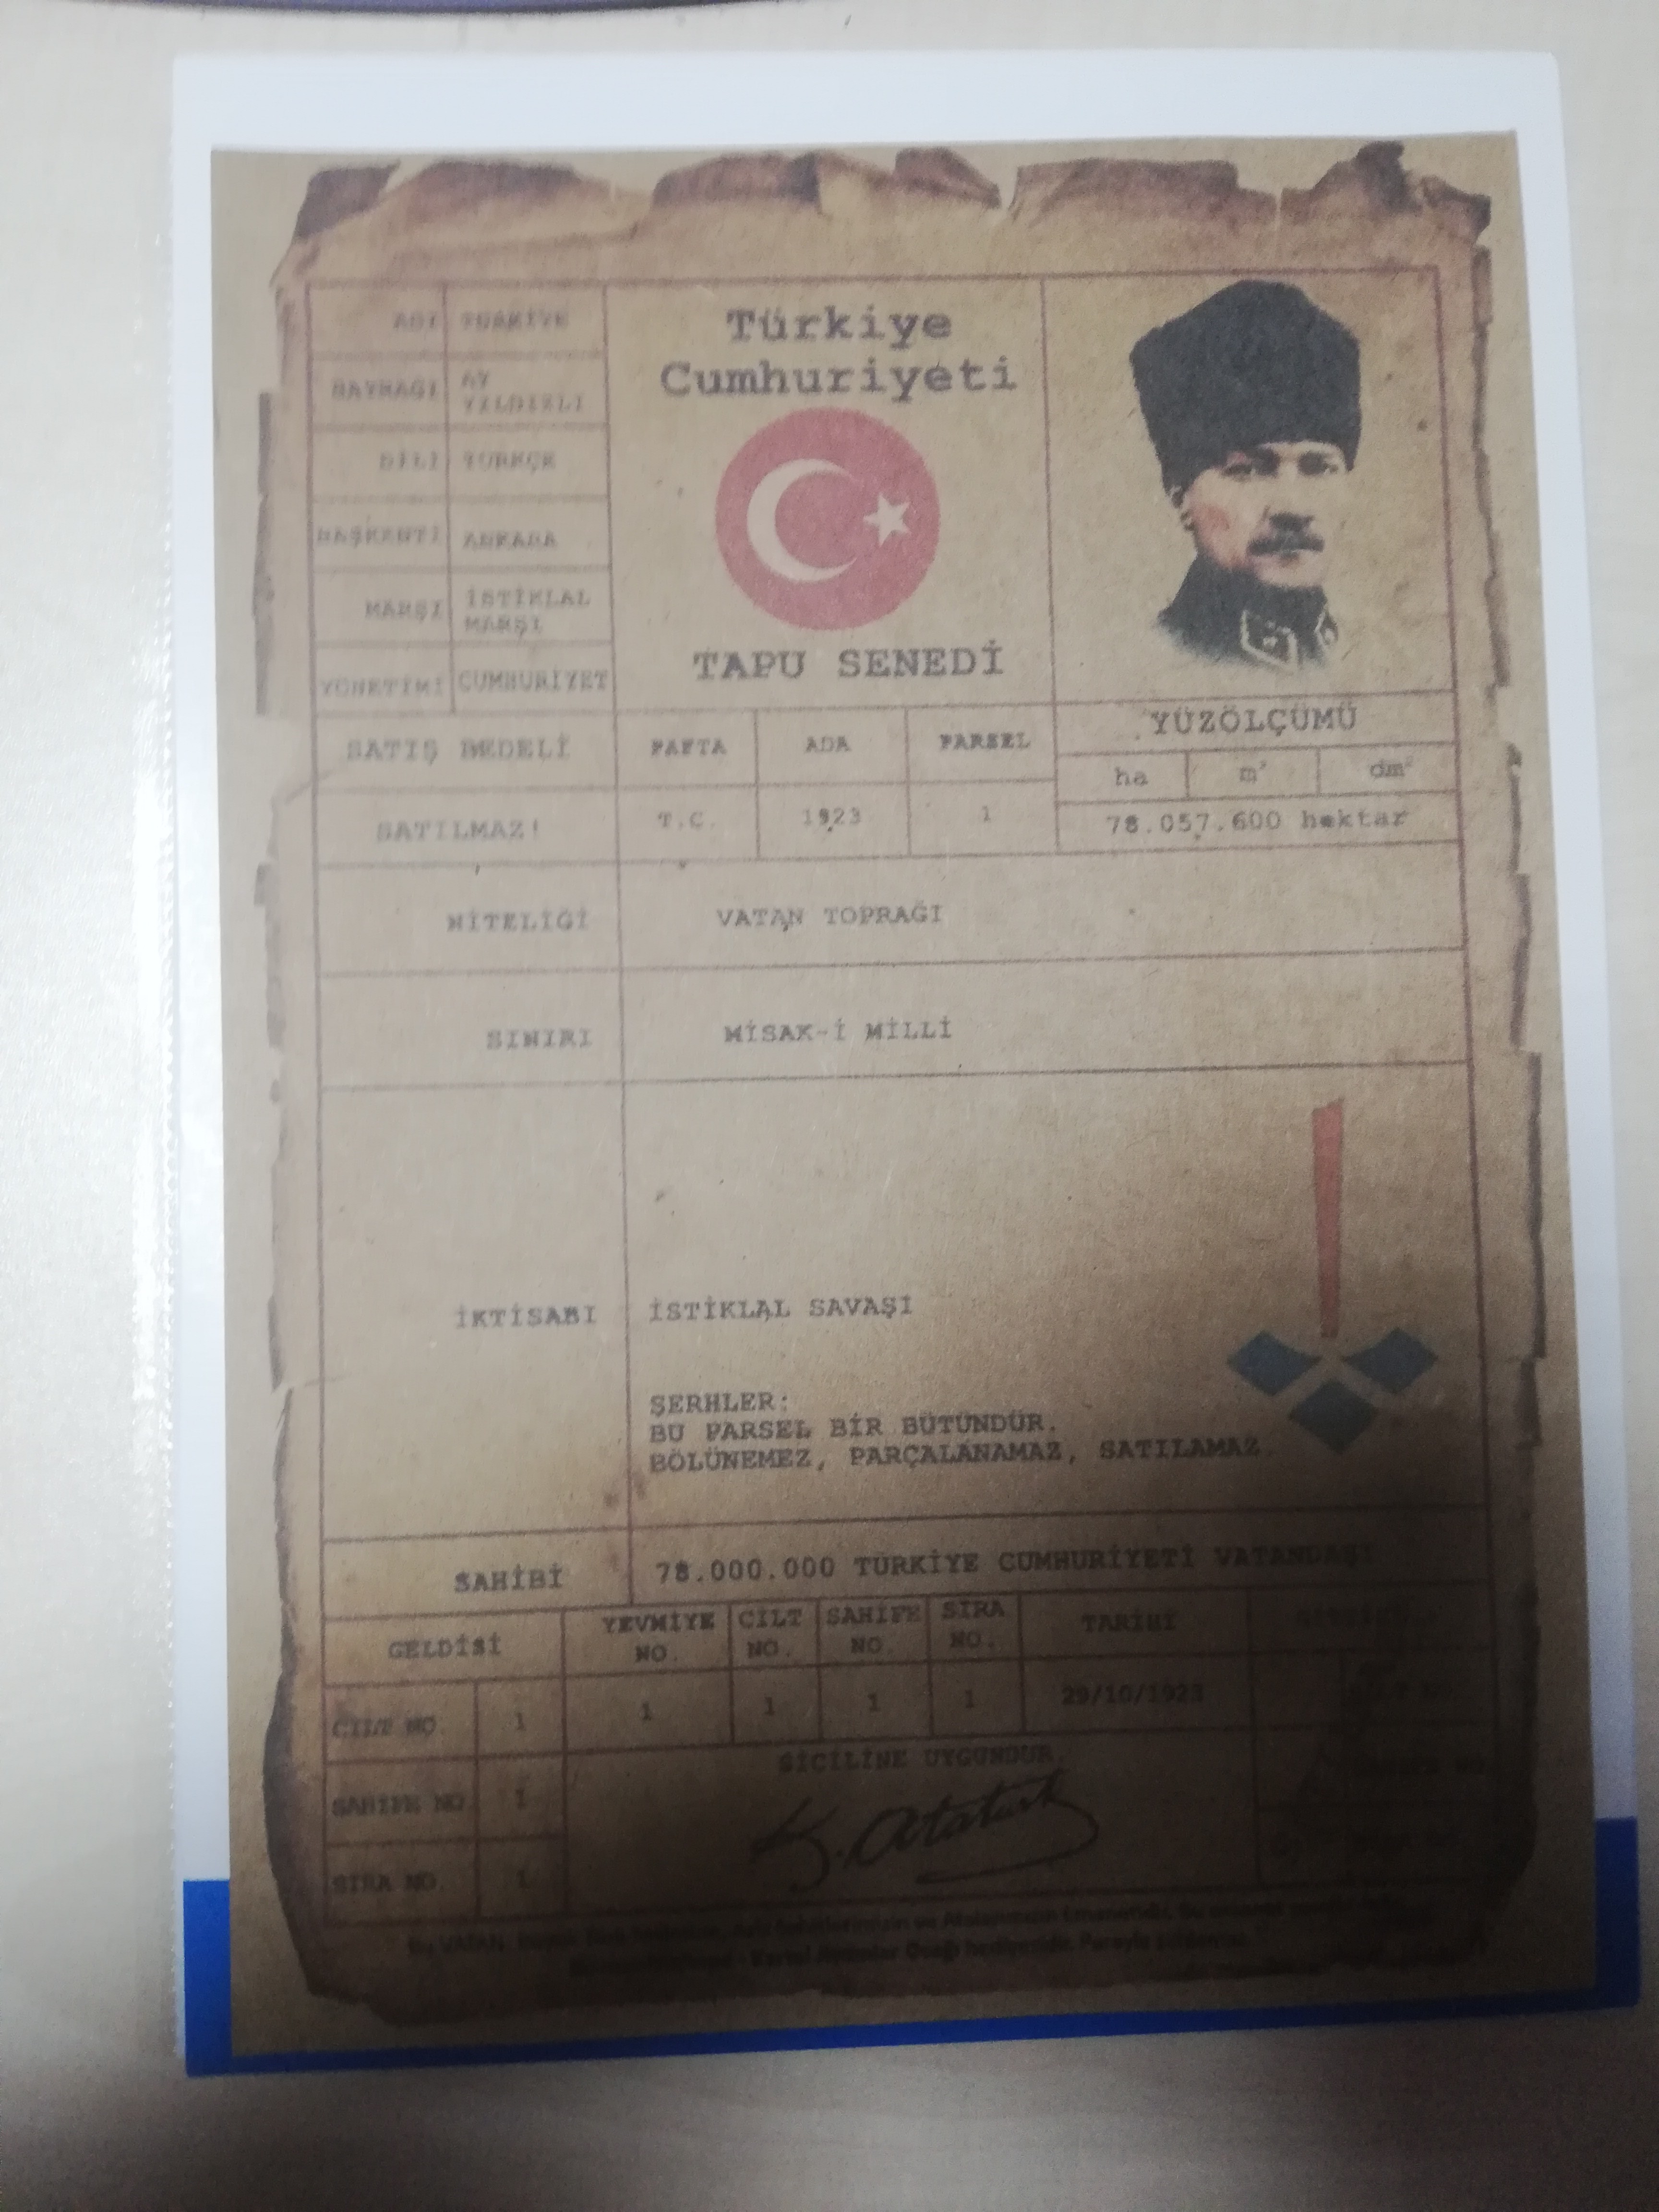 ADI TÜRKİYE
BAYRAĞI AY
YILDIZLI
DİLİ TÜRKÇE
BAŞKENTİ ANKARA
MARŞI İSTİKLAL
MARŞI
YÖNETİMİ CUMHURİYET
Türkiye
Cumhuriyeti
TAPU SENEDİ
SATIŞ BEDELİ PAFTA ADA PARSEL YÜZÖLÇÜMÜ
ha m² dm²
SATILMAZ! T.C. 1923 1 78.057.600 hektar
NİTELİĞİ VATAN TOPRAĞI
SINIRI MİSAK-İ MİLLİ
İKTİSABI İSTİKLAL SAVAŞI
ŞERHLER:
BU PARSEL BİR BÜTÜNDÜR.
BÖLÜNEMEZ, PARÇALANAMAZ, SATILAMAZ.
SAHİBİ 78.000.000 TÜRKİYE CUMHURİYETİ VATANDAŞI
GELDİSİ YEVMİYE NO. CİLT NO. SAHİFE NO. SIRA NO. TARİHİ
CİLT NO. 1 1 1 1 1 29/10/1923
SİCİLİNE UYGUNDUR.
SAHİFE NO. 1
K. Atatürk
SIRA NO. 1
Bu VATAN